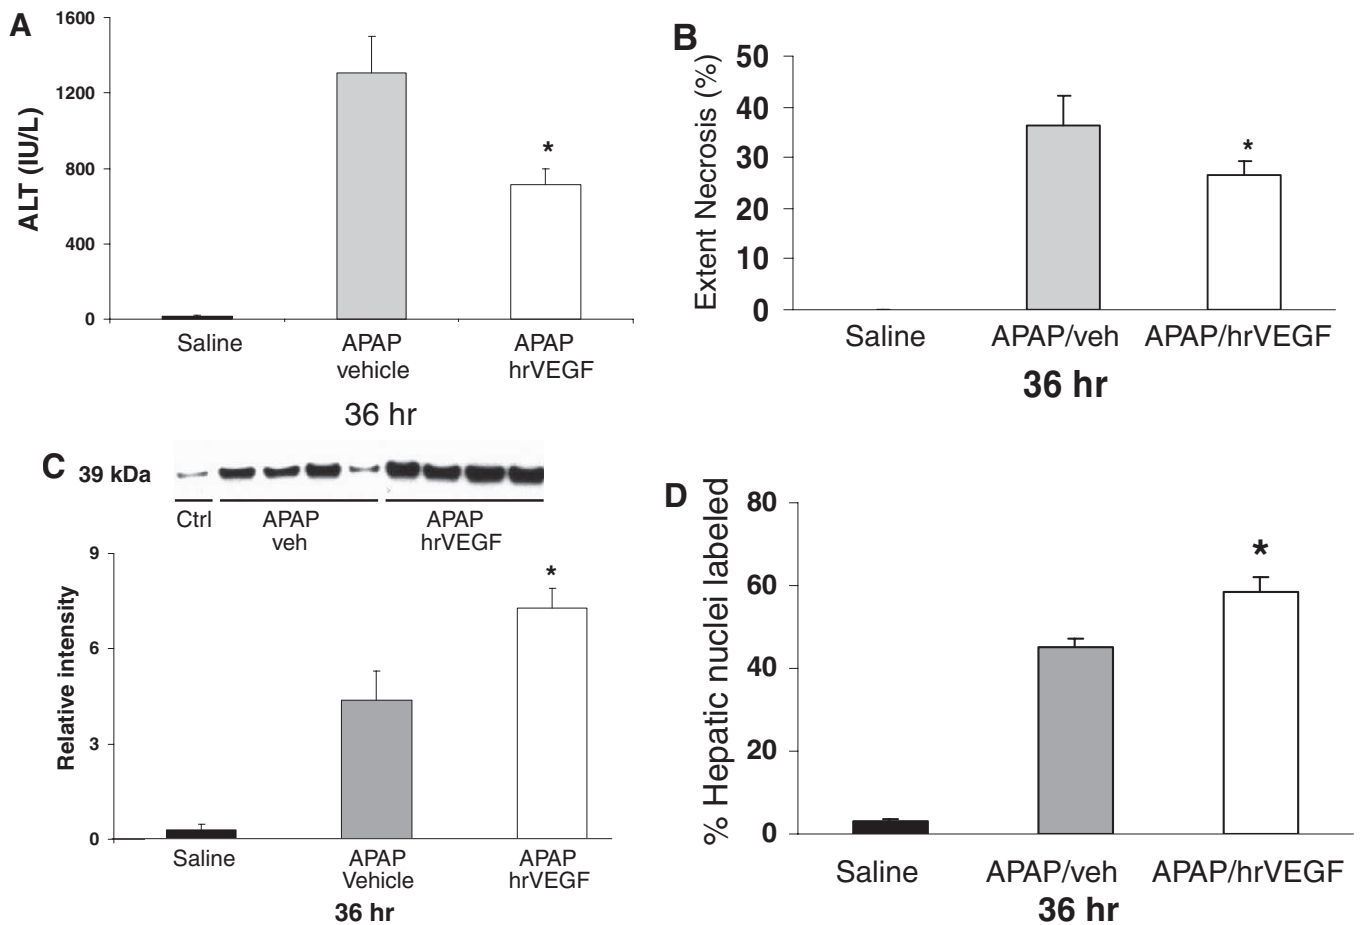 A
ALT (IU/L)
1600
1200
800
400
0
*
Saline
APAP
vehicle
APAP
hrVEGF
36 hr
B
Extent Necrosis (%)
50
40
30
20
10
0
*
Saline
APAP/veh
APAP/hrVEGF
36 hr
C
39 kDa
Ctrl
APAP
veh
APAP
hrVEGF
Relative intensity
9
6
3
0
*
Saline
APAP
Vehicle
APAP
hrVEGF
36 hr
D
% Hepatic nuclei labeled
80
60
40
20
0
*
Saline
APAP/veh
APAP/hrVEGF
36 hr